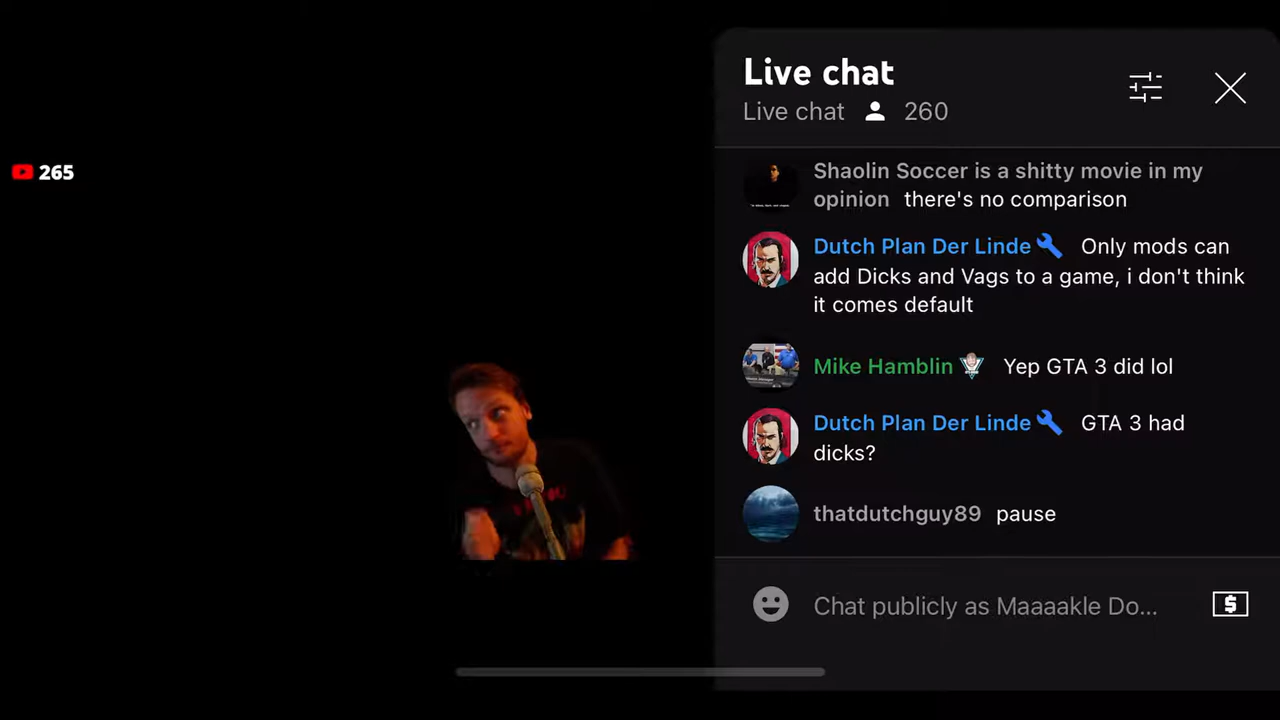 Live chat
Live chat 260
265
Shaolin Soccer is a shitty movie in my
opinion there's no comparison
Dutch Plan Der Linde Only mods can
add Dicks and Vags to a game, i don't think
it comes default
Mike Hamblin Yep GTA 3 did lol
Dutch Plan Der Linde GTA 3 had
dicks?
thatdutchguy89 pause
Chat publicly as Maaaakle Do...
$